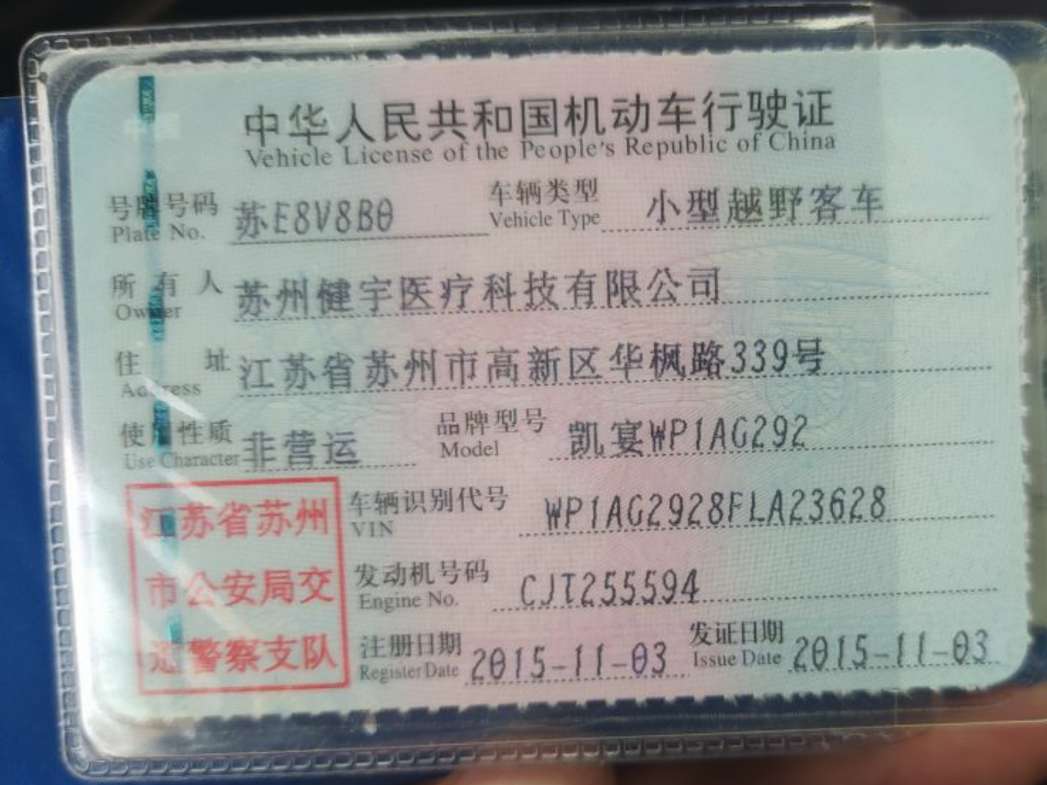 中华人民共和国机动车行驶证
Vehicle License of the People's Republic of China
号牌号码 苏E8V8B0 车辆类型 小型越野客车
Plate No. Vehicle Type
所有人 苏州健宇医疗科技有限公司
Owner
住址 江苏省苏州市高新区华枫路339号
Address
使用性质 非营运 品牌型号 凯宴WP1AG292
Use Character Model
江苏省苏州
市公安局交
通警察支队
车辆识别代号 WP1AG2928FLA23628
VIN
发动机号码 CJT255594
Engine No.
注册日期 2015-11-03 发证日期 2015-11-03
Register Date Issue Date